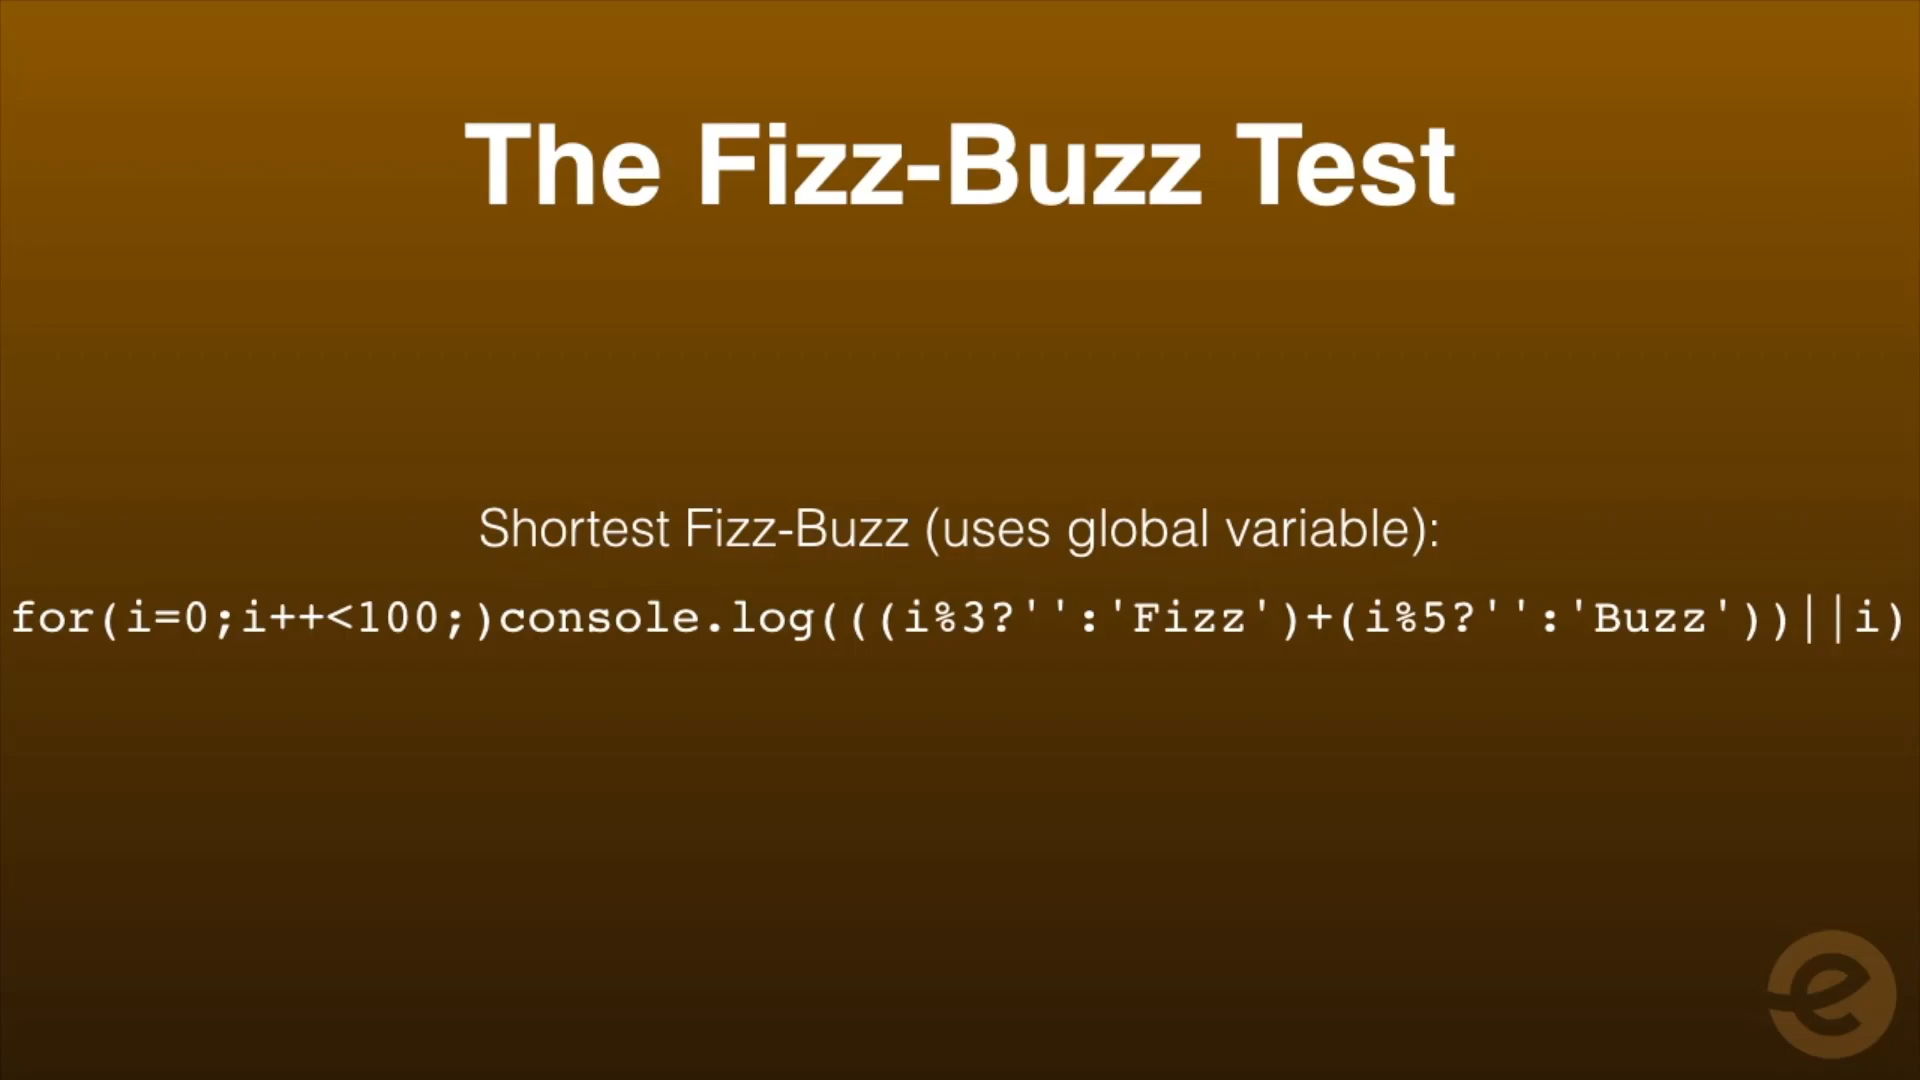 The Fizz-Buzz Test
Shortest Fizz-Buzz (uses global variable):
for(i=0;i++<100;)console.log(((i%3?'':'Fizz')+(i%5?'':'Buzz'))||i)